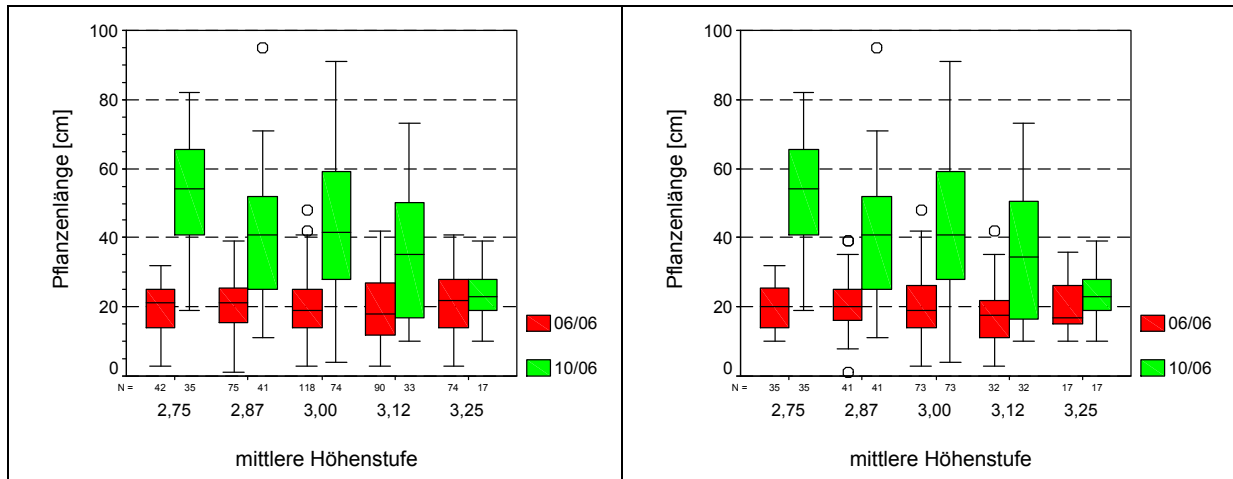 100
80
60
40
20
0
Pflanzenlänge [cm]
06/06
10/06
N = 42 35 75 41 118 74 90 33 74 17
2,75 2,87 3,00 3,12 3,25
mittlere Höhenstufe
100
80
60
40
20
0
Pflanzenlänge [cm]
06/06
10/06
N = 35 35 41 41 73 73 32 32 17 17
2,75 2,87 3,00 3,12 3,25
mittlere Höhenstufe